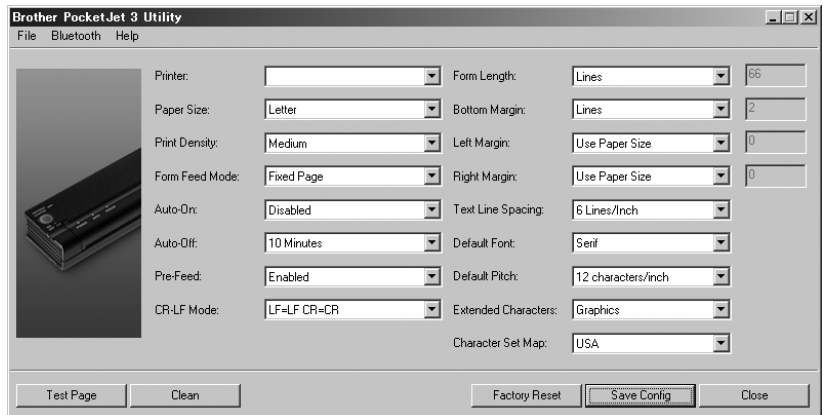 Brother PocketJet 3 Utility
File Bluetooth Help
Printer:
Form Length: Lines 66
Paper Size: Letter
Bottom Margin: Lines 2
Print Density: Medium
Left Margin: Use Paper Size 0
Form Feed Mode: Fixed Page
Right Margin: Use Paper Size 0
Auto-On: Disabled
Text Line Spacing: 6 Lines/Inch
Auto-Off: 10 Minutes
Default Font: Serif
Pre-Feed: Enabled
Default Pitch: 12 characters/inch
CR-LF Mode: LF=LF CR=CR
Extended Characters: Graphics
Character Set Map: USA
Test Page Clean Factory Reset Save Config Close